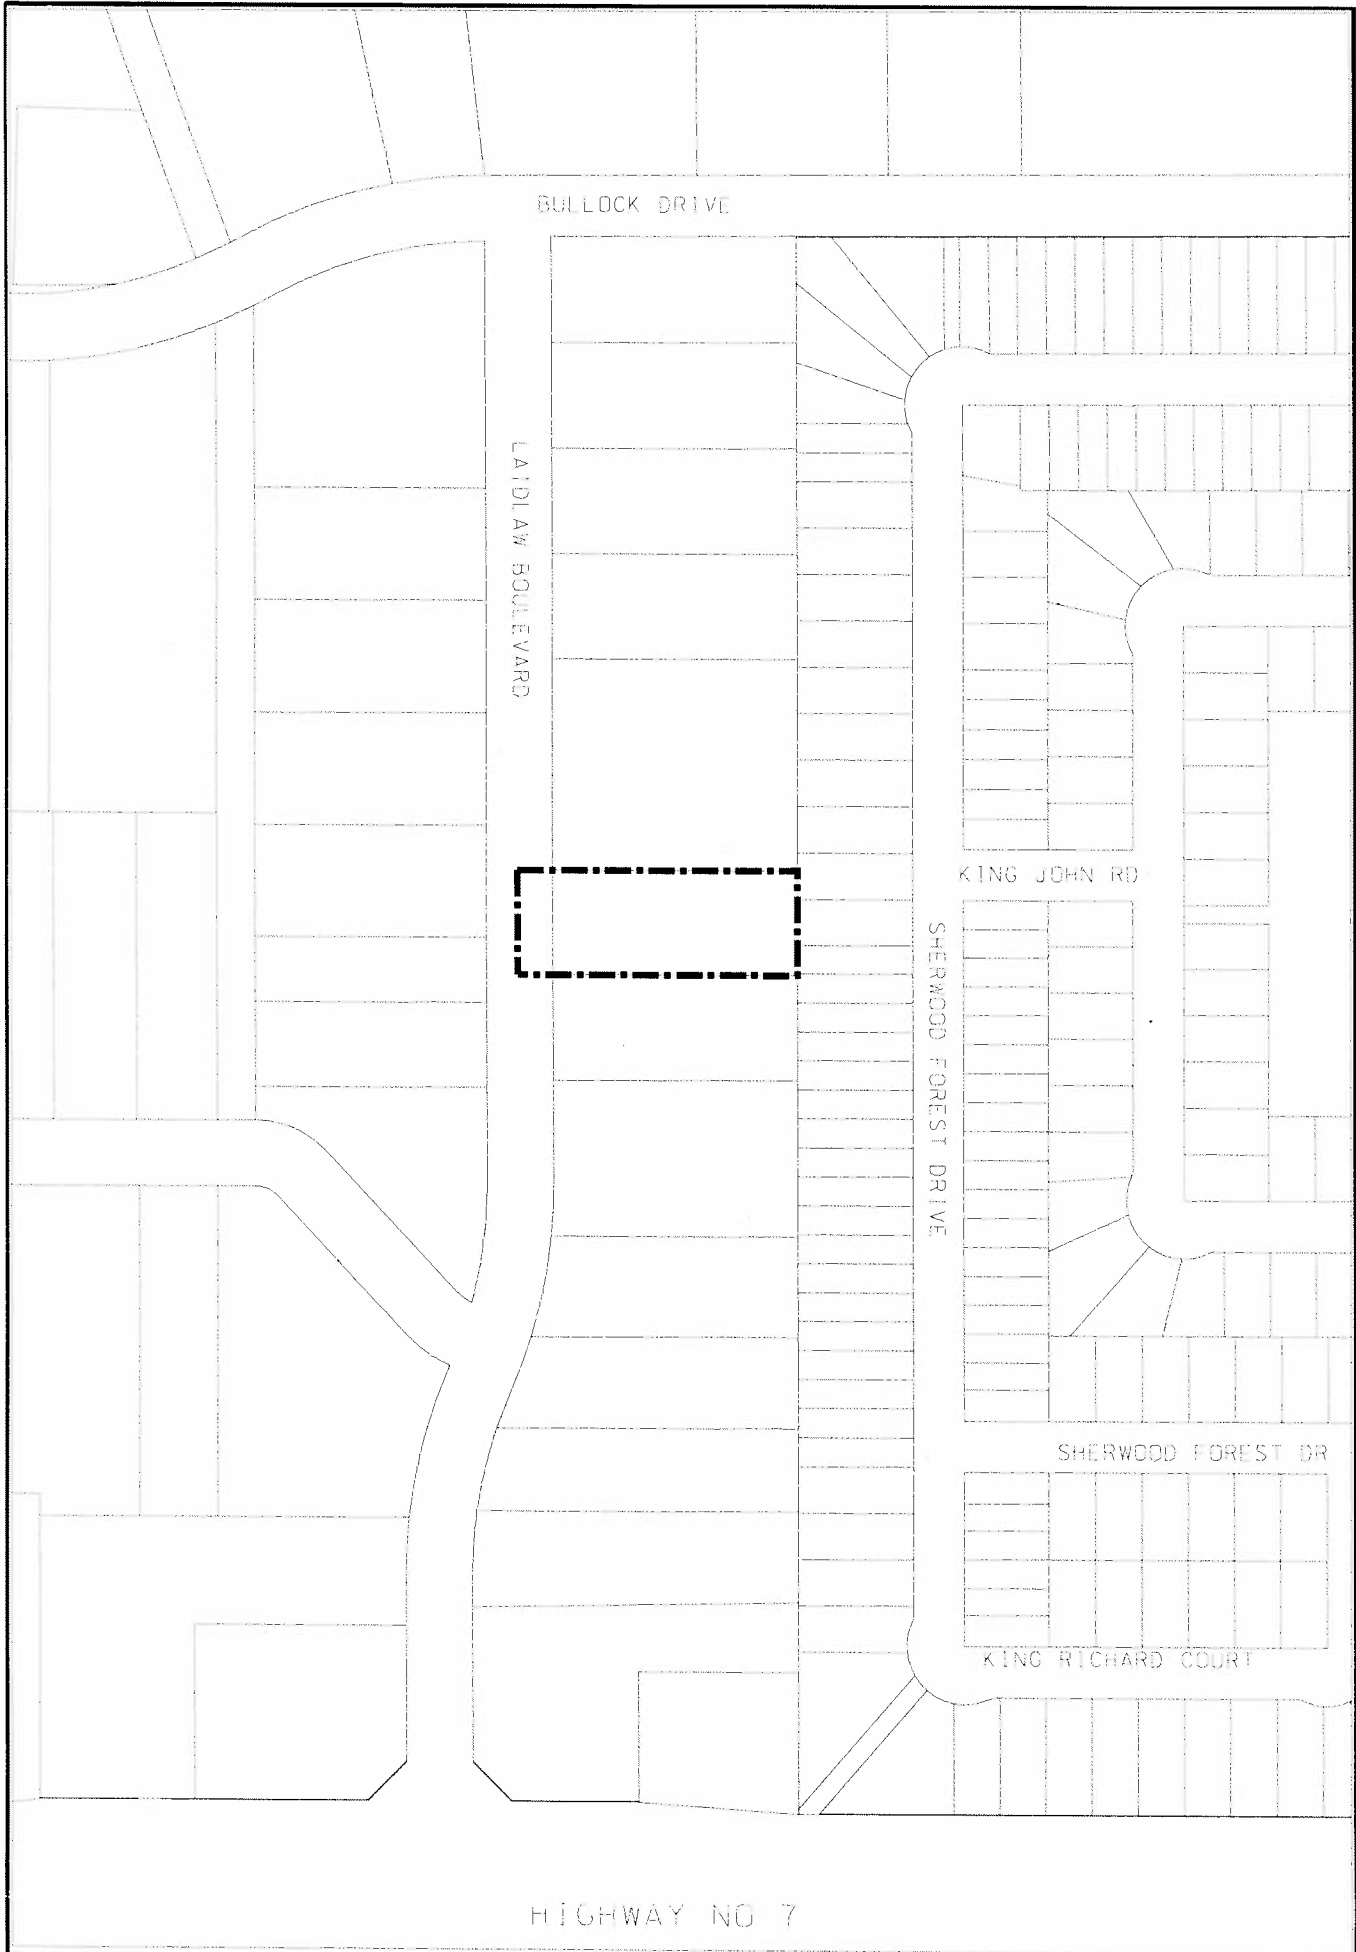 BULLOCK DRIVE
LAIDLAW BOULEVARD
KING JOHN RD
SHERWOOD FOREST DRIVE
SHERWOOD FOREST DR
KING RICHARD COURT
HIGHWAY NO 7